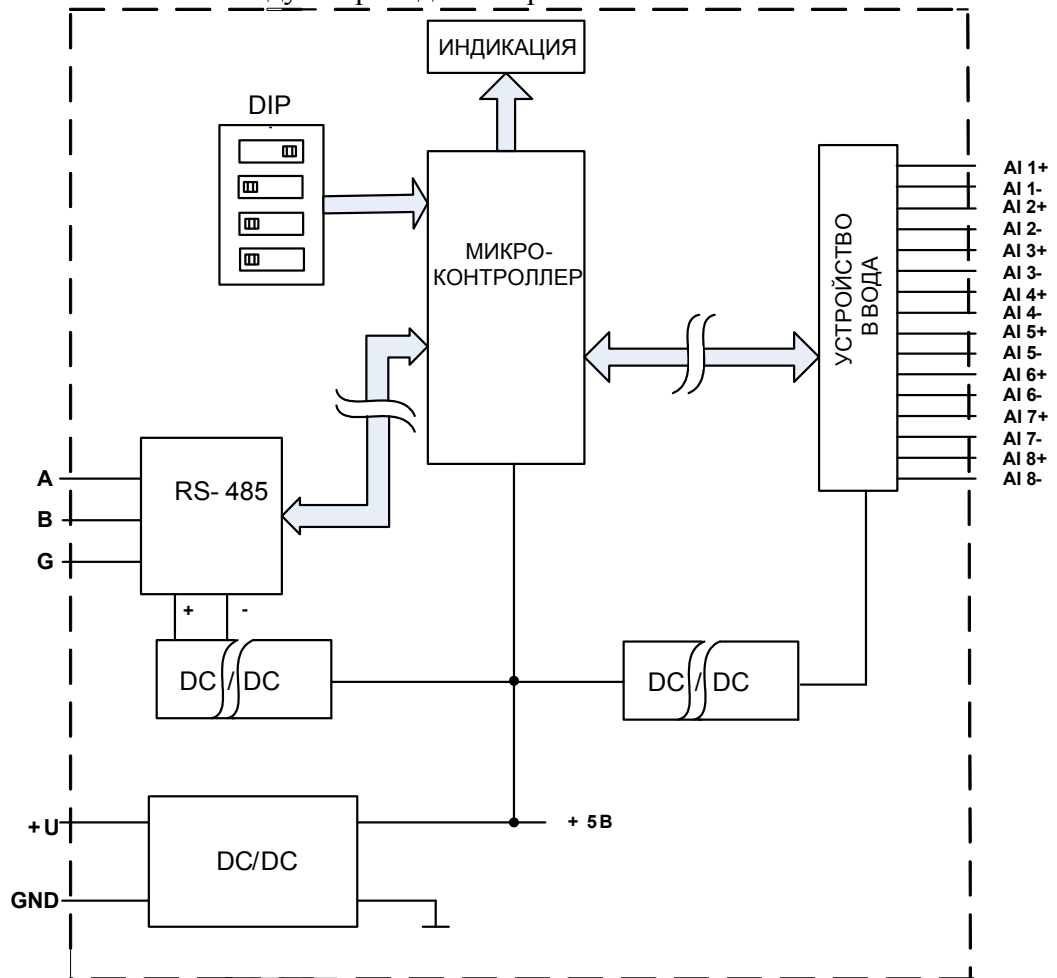 ИНДИКАЦИЯ
DIP
МИКРО-
КОНТРОЛЛЕР
УСТРОЙСТВО
ВВОДА
AI 1+
AI 1-
AI 2+
AI 2-
AI 3+
AI 3-
AI 4+
AI 4-
AI 5+
AI 5-
AI 6+
AI 6-
AI 7+
AI 7-
AI 8+
AI 8-
A
B
G
RS- 485
+ -
DC / DC
DC / DC
+U
GND
DC/DC
+ 5В